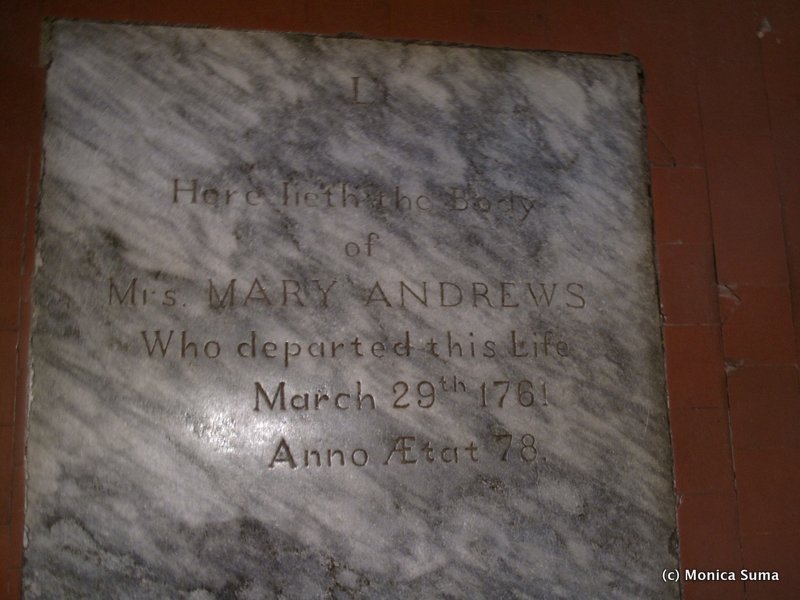 L
Here lieth the Body
of
Mrs. MARY ANDREWS
Who departed this Life
March 29th 1761
Anno Ætat 78.
(c) Monica Suma